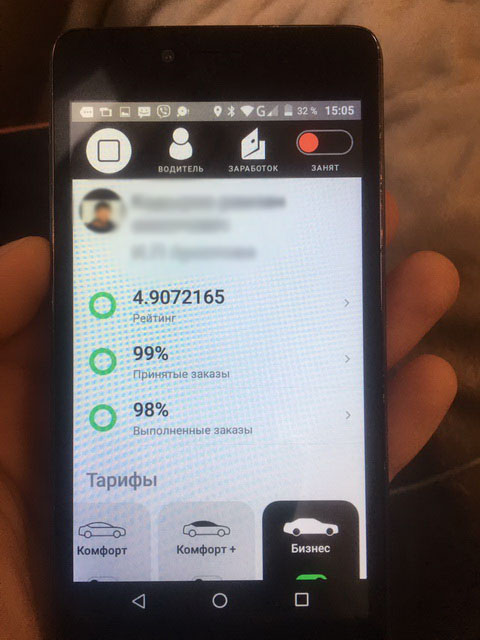 G 32 % 15:05
ВОДИТЕЛЬ ЗАРАБОТОК ЗАНЯТ
4.9072165
Рейтинг
99%
Принятые заказы
98%
Выполненные заказы
Тарифы
Комфорт Комфорт + Бизнес